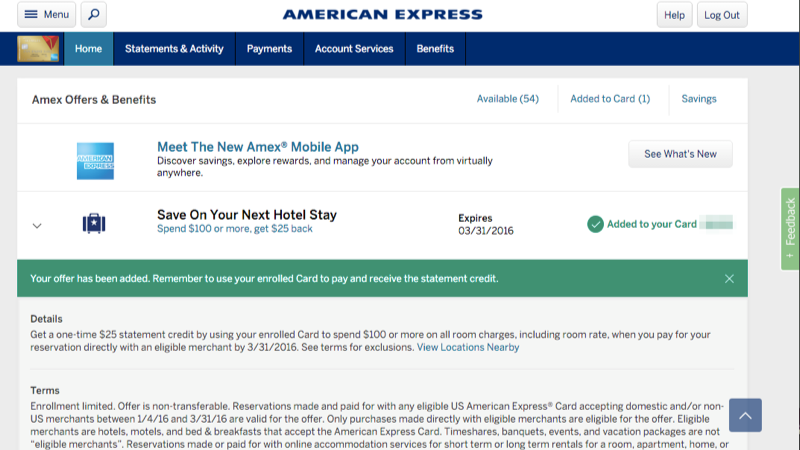 Menu
AMERICAN EXPRESS
Help
Log Out
Home
Statements & Activity
Payments
Account Services
Benefits
Amex Offers & Benefits
Available (54)
Added to Card (1)
Savings
AMERICAN
EXPRESS
Meet The New Amex® Mobile App
Discover savings, explore rewards, and manage your account from virtually
anywhere.
See What's New
Save On Your Next Hotel Stay
Spend $100 or more, get $25 back
Expires
03/31/2016
Added to your Card
+ Feedback
Your offer has been added. Remember to use your enrolled Card to pay and receive the statement credit.
Details
Get a one-time $25 statement credit by using your enrolled Card to spend $100 or more on all room charges, including room rate, when you pay for your
reservation directly with an eligible merchant by 3/31/2016. See terms for exclusions. View Locations Nearby
Terms
Enrollment limited. Offer is non-transferable. Reservations made and paid for with any eligible US American Express® Card accepting domestic and/or non-
US merchants between 1/4/16 and 3/31/16 are valid for the offer. Only purchases made directly with eligible merchants are eligible for the offer. Eligible
merchants are hotels, motels, and bed & breakfasts that accept the American Express Card. Timeshares, banquets, events, and vacation packages are not
"eligible merchants". Reservations made or paid for with online accommodation services for short term or long term rentals for a room, apartment, home, or